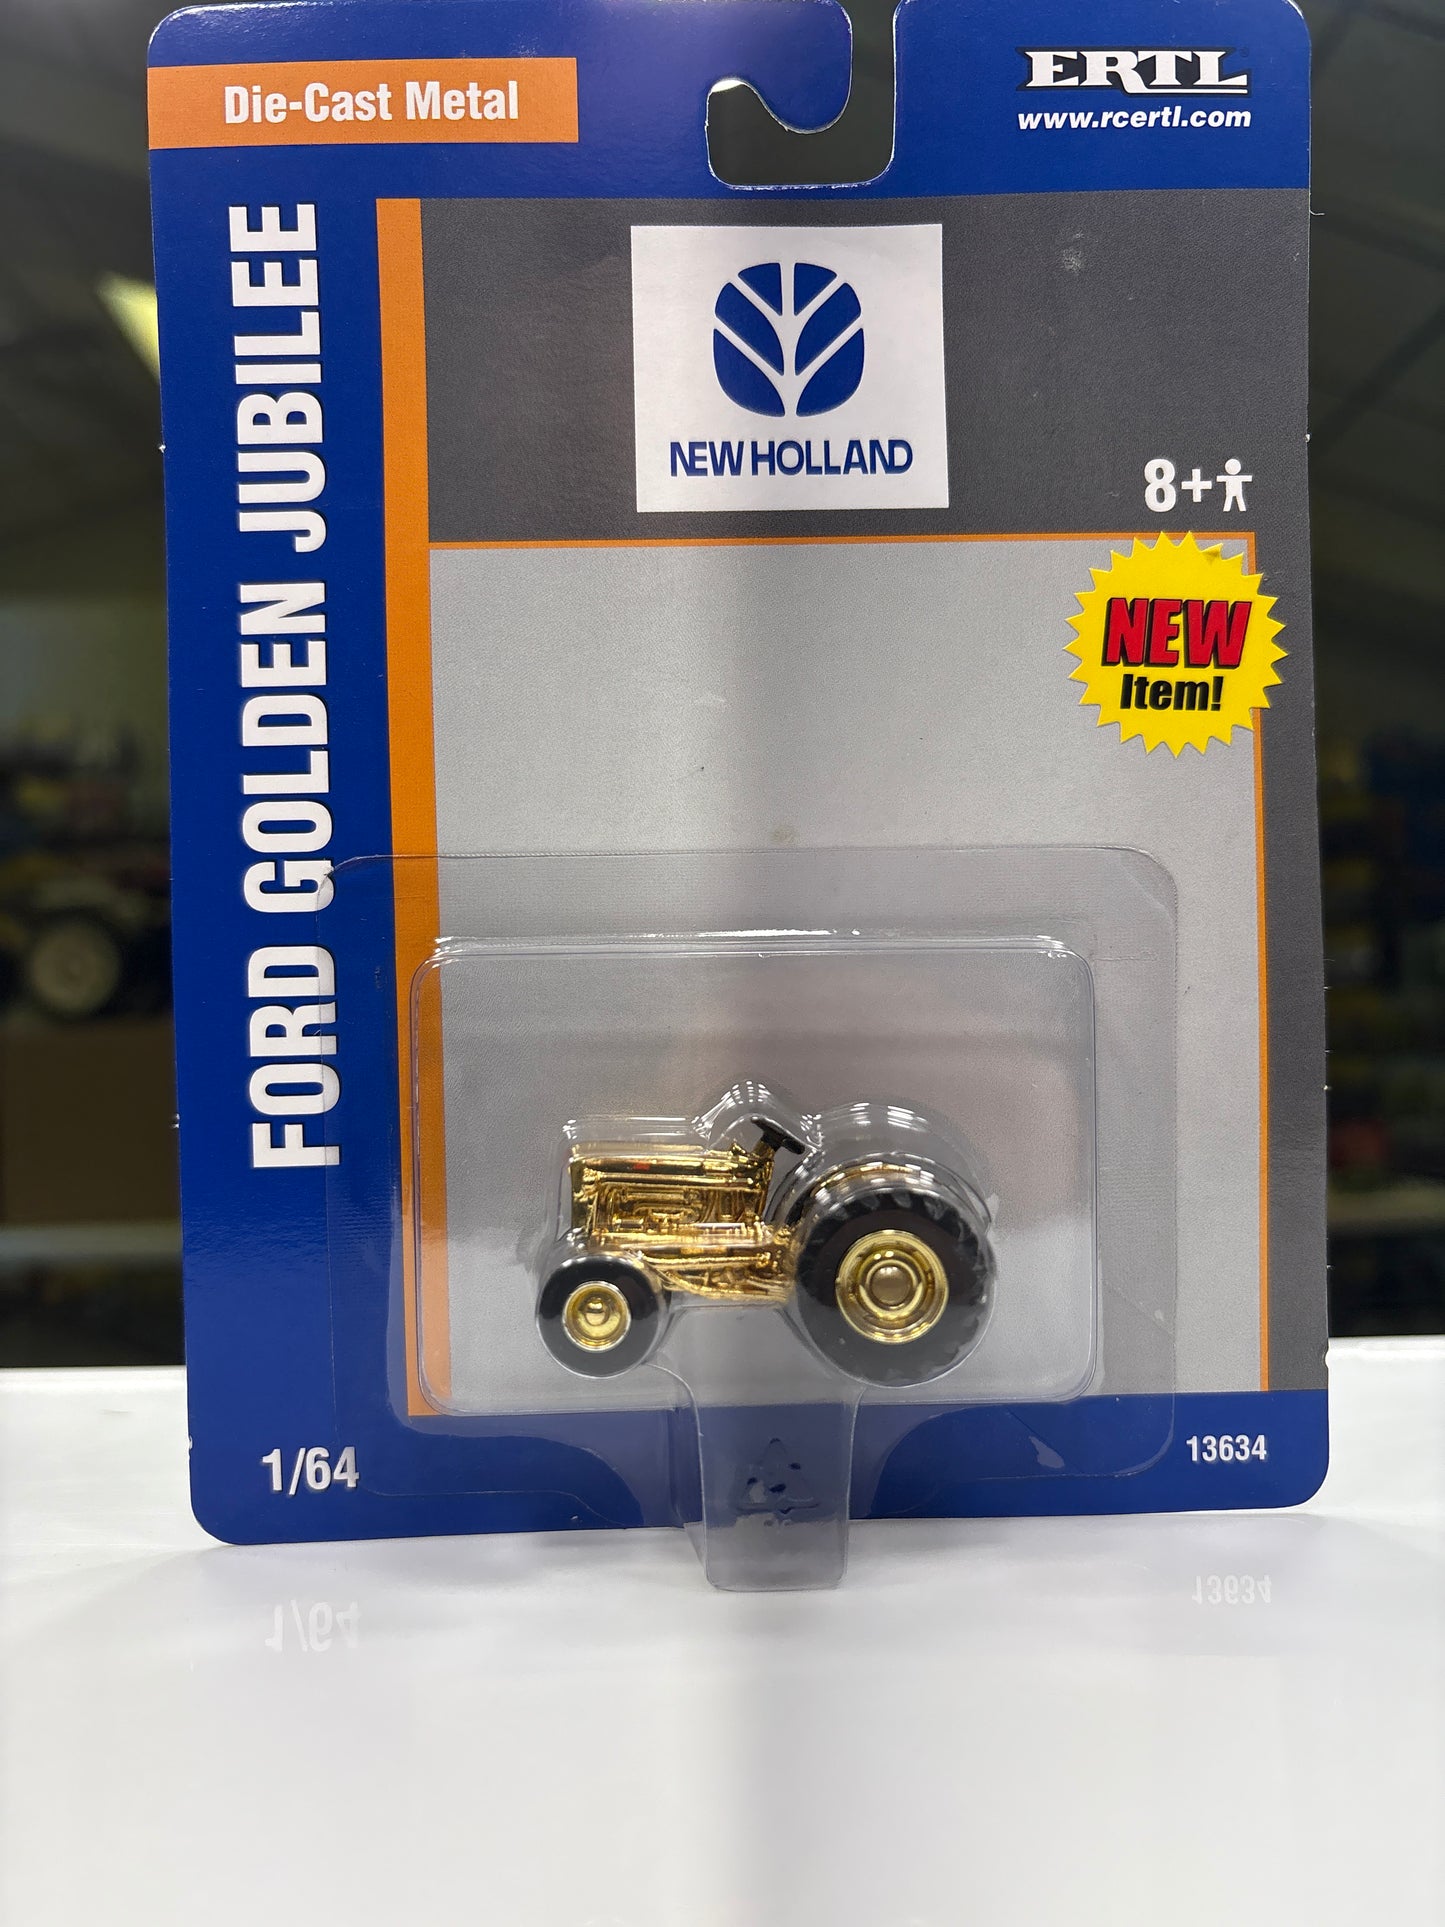 Die-Cast Metal
ERTL
www.rcertl.com
FORD GOLDEN JUBILEE
NEW HOLLAND
8+
NEW
Item!
1/64
13634